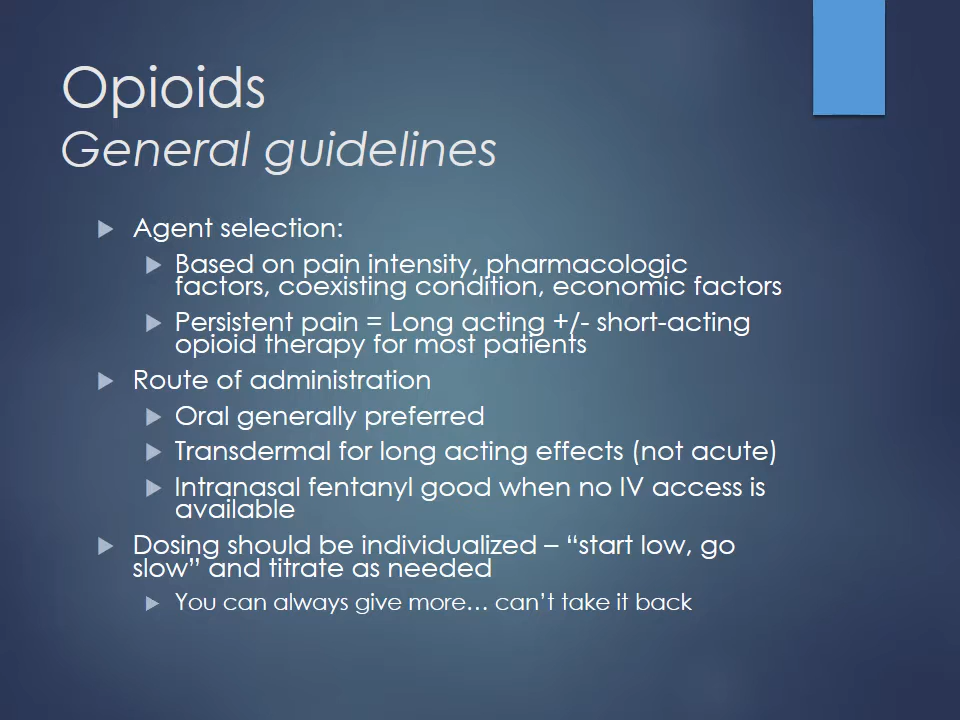 Opioids
General guidelines
Agent selection:
Based on pain intensity, pharmacologic
factors, coexisting condition, economic factors
Persistent pain = Long acting +/- short-acting
opioid therapy for most patients
Route of administration
Oral generally preferred
Transdermal for long acting effects (not acute)
Intranasal fentanyl good when no IV access is
available
Dosing should be individualized – “start low, go
slow” and titrate as needed
You can always give more… can’t take it back